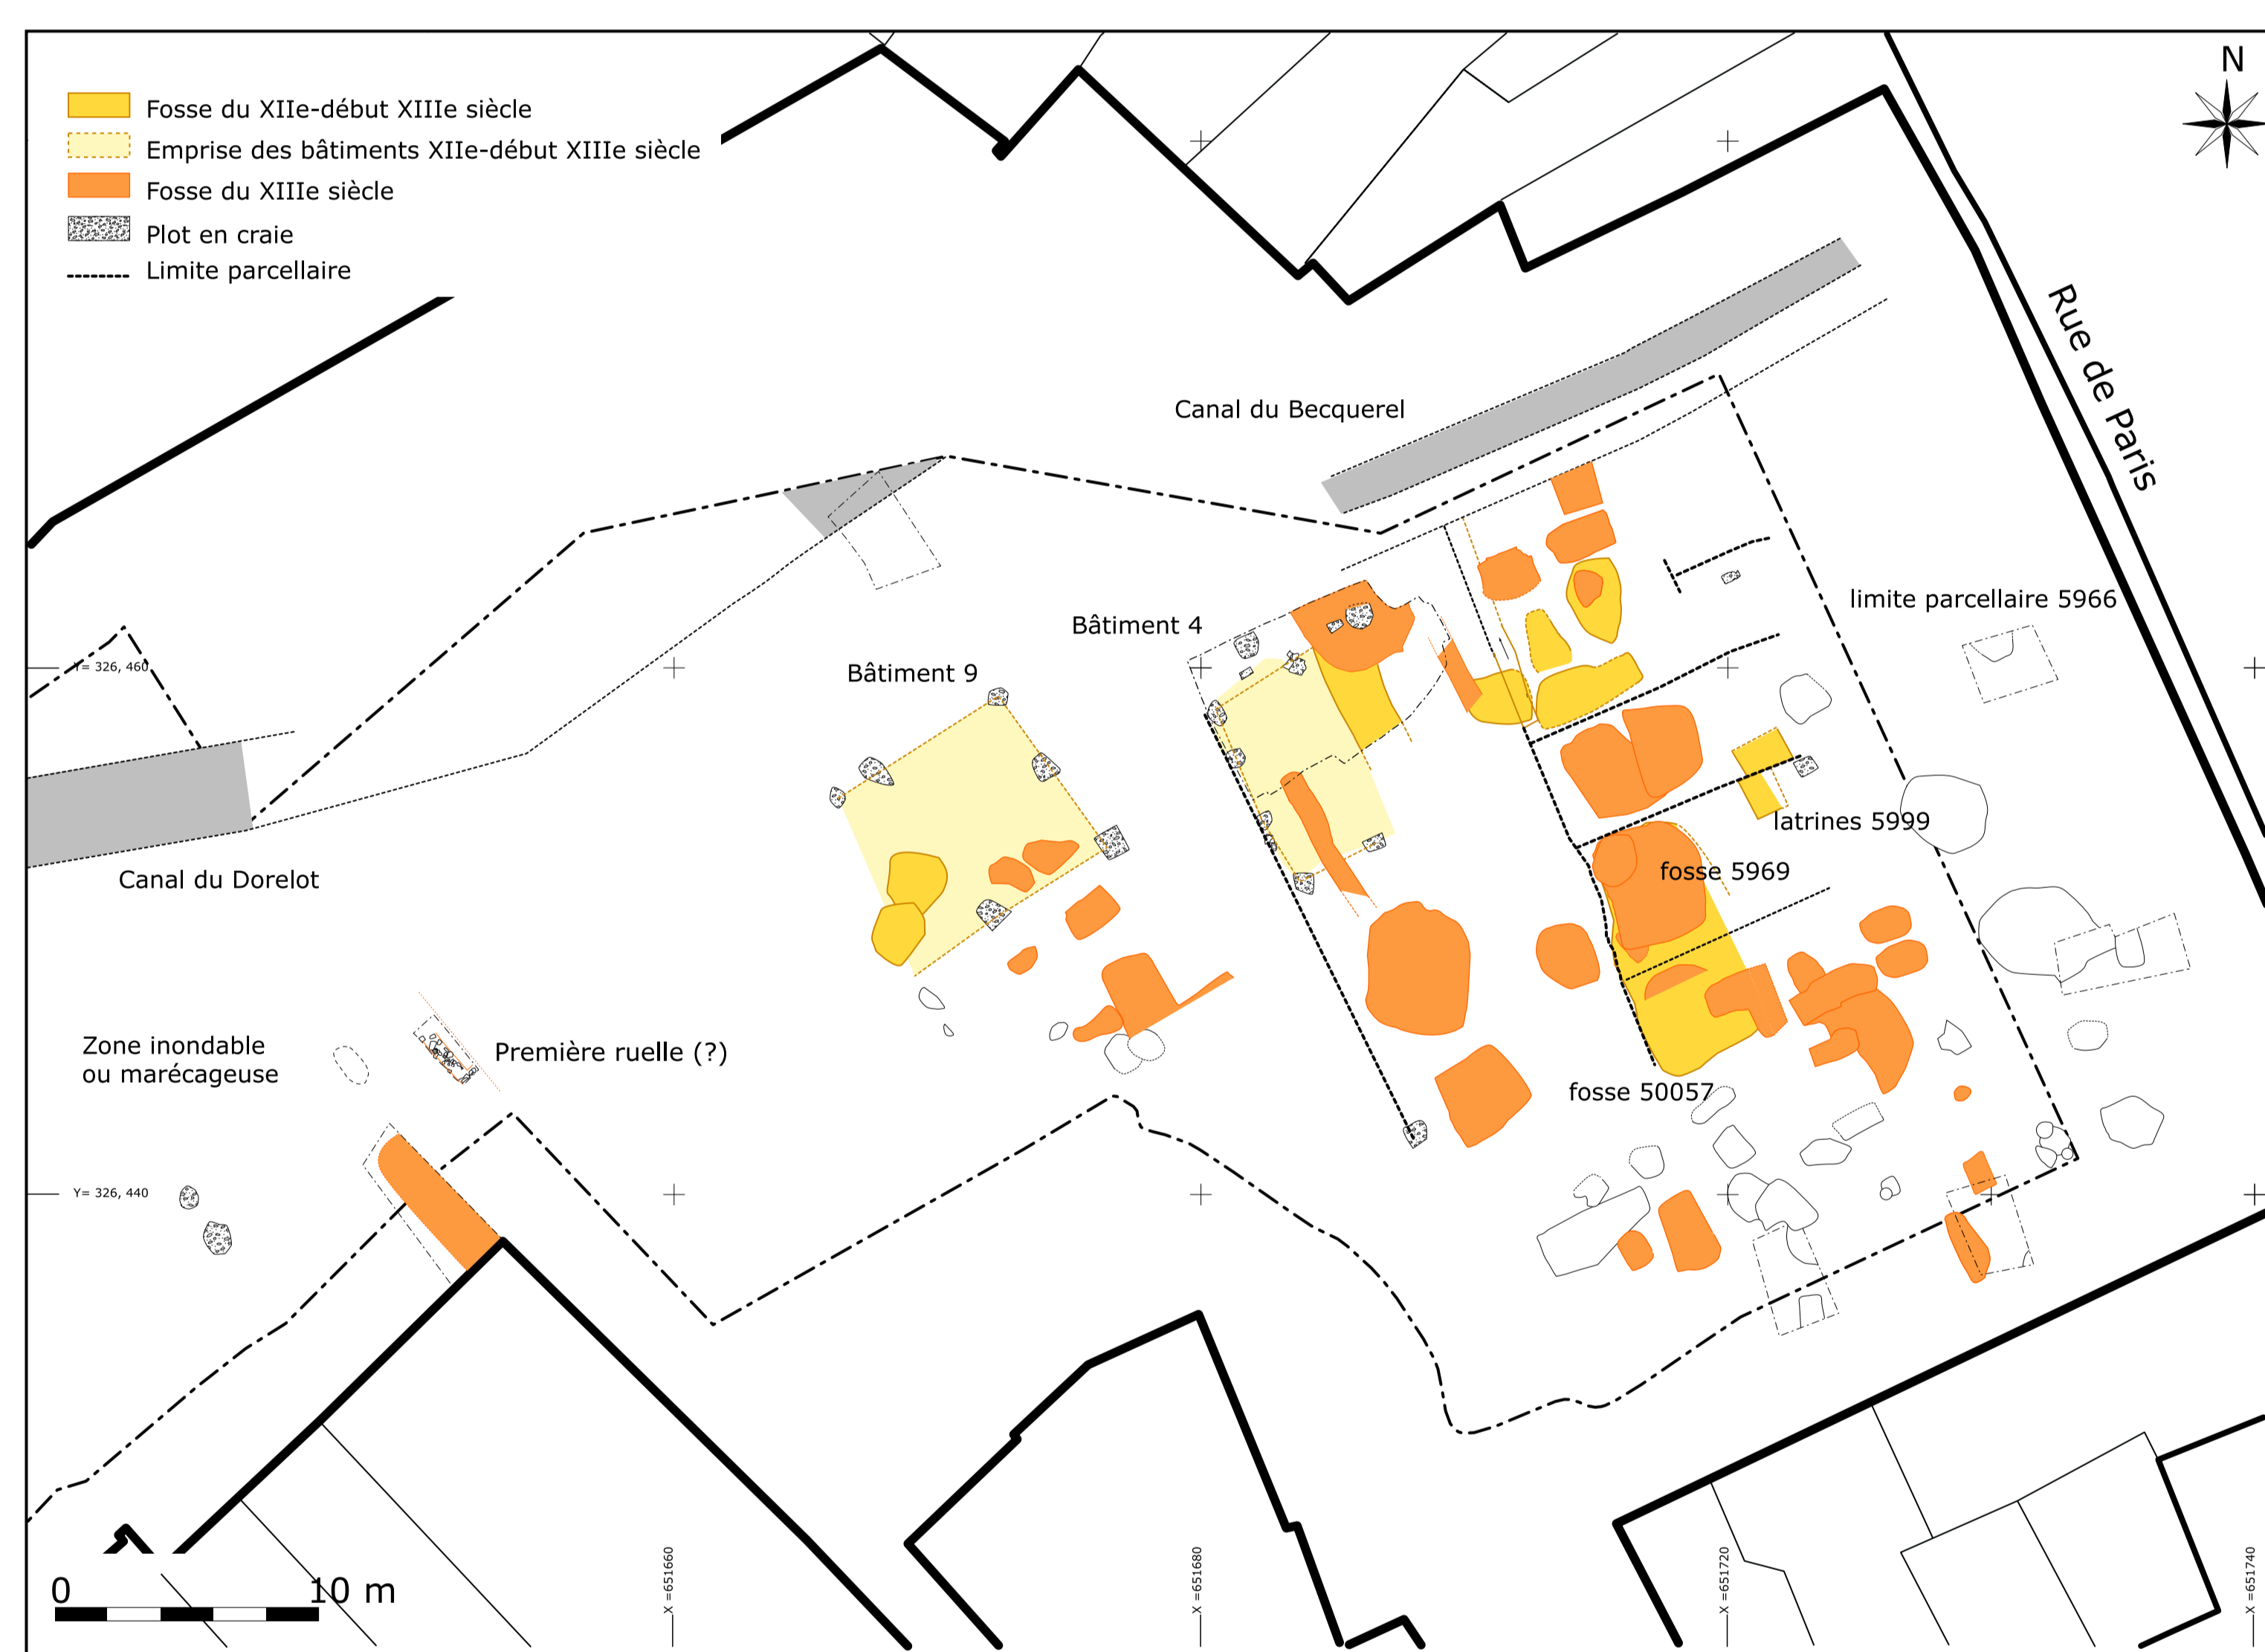 N
Fosse du XIIe-début XIIIe siècle
Emprise des bâtiments XIIe-début XIIIe siècle
Fosse du XIIIe siècle
Plot en craie
Limite parcellaire
Rue de Paris
Canal du Becquerel
limite parcellaire 5966
Bâtiment 4
Y= 326, 460
Bâtiment 9
latrines 5999
fosse 5969
Canal du Dorelot
Zone inondable
ou marécageuse
Première ruelle (?)
fosse 50057
Y= 326, 440
X =651660
X =651680
X =651720
X =651740
0 10 m